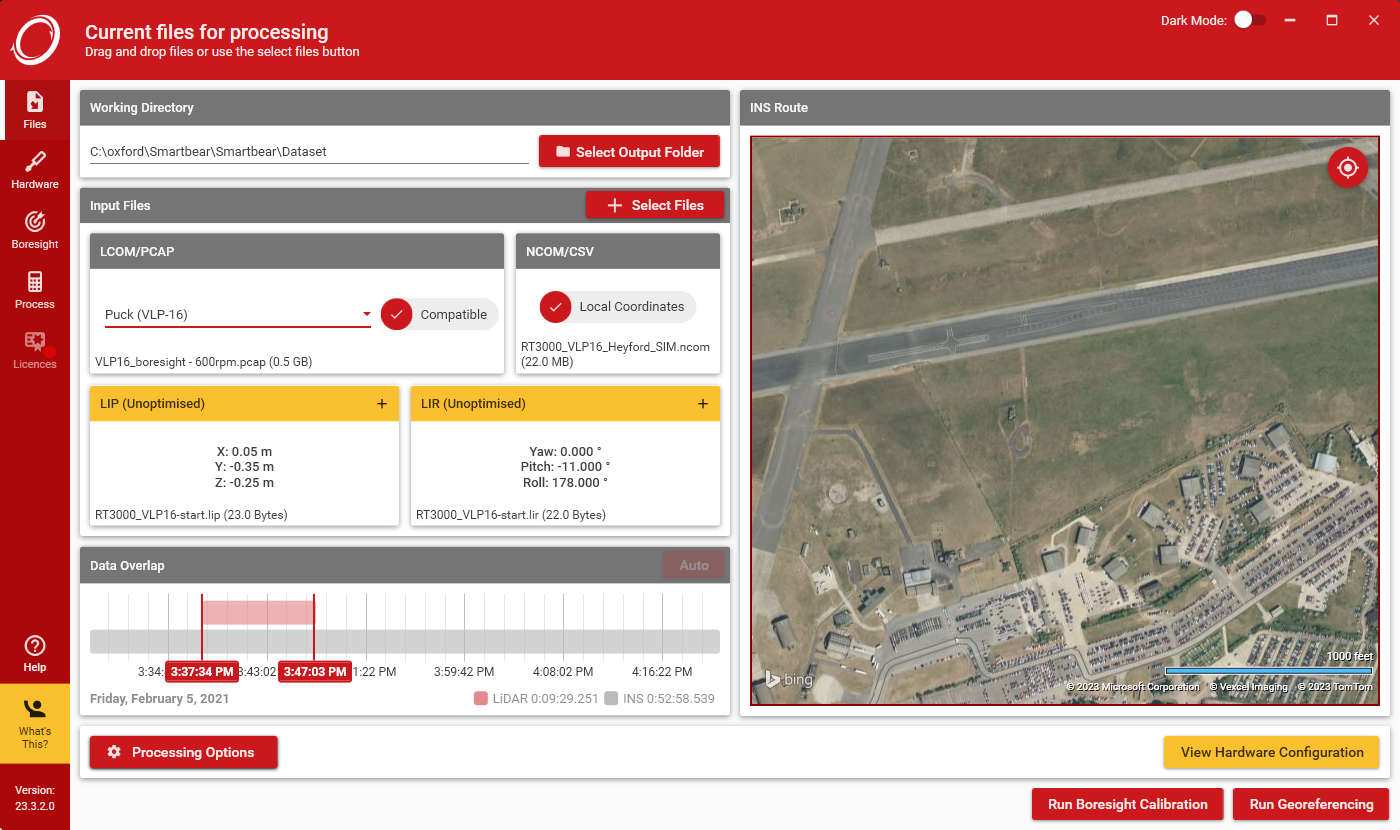 Current files for processing
Drag and drop files or use the select files button
Dark Mode:
Files
Hardware
Boresight
Process
Licences
Help
What's
This?
Version:
23.3.2.0
Working Directory
C:\oxford\Smartbear\Smartbear\Dataset
Select Output Folder
Input Files
Select Files
LCOM/PCAP
Puck (VLP-16)
Compatible
VLP16_boresight - 600rpm.pcap (0.5 GB)
NCOM/CSV
Local Coordinates
RT3000_VLP16_Heyford_SIM.ncom
(22.0 MB)
LIP (Unoptimised)
+
X: 0.05 m
Y: -0.35 m
Z: -0.25 m
RT3000_VLP16-start.lip (23.0 Bytes)
LIR (Unoptimised)
+
Yaw: 0.000 °
Pitch: -11.000 °
Roll: 178.000 °
RT3000_VLP16-start.lir (22.0 Bytes)
Data Overlap
Auto
3:34: 3:37:34 PM 3:43:02 3:47:03 PM 1:22 PM 3:59:42 PM 4:08:02 PM 4:16:22 PM
Friday, February 5, 2021
LiDAR 0:09:29.251
INS 0:52:58.539
INS Route
1000 feet
bing
© 2023 Microsoft Corporation © Vexcel Imaging © 2023 TomTom
Processing Options
View Hardware Configuration
Run Boresight Calibration
Run Georeferencing